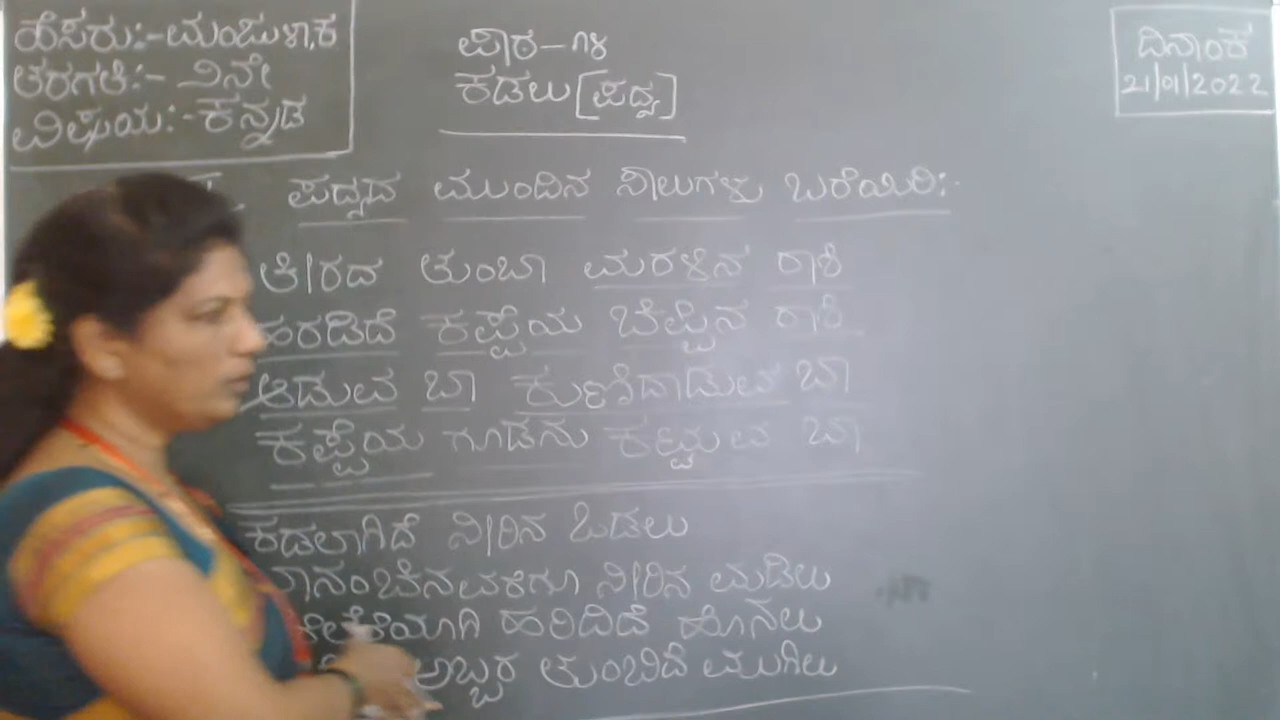 ಹೆಸರು:-ಮಂಜುಳಾ.ಕ
ತರಗತಿ:- ೨ನೇ
ವಿಷಯ:-ಕನ್ನಡ
ಪಾಠ-೧೪
ಕಡಲು [ಪದ್ಯ]
ದಿನಾಂಕ
21/01/2022
ಪದ್ಯದ ಮುಂದಿನ ಸಾಲುಗಳು ಬರೆಯಿರಿ:-
ತೀರದ ತುಂಬಾ ಮರಳಿನ ರಾಶಿ
ಹರಡಿದೆ ಕಪ್ಪೆಯ ಚಿಪ್ಪಿನ ರಾಶಿ
ಆಡುವ ಬಾ ಕುಣಿದಾಡುವ ಬಾ
ಕಪ್ಪೆಯ ಗೂಡನು ಕಟ್ಟುವ ಬಾ
ಕಡಲಾಗಿದೆ ನೀರಿನ ಒಡಲು
ನೀರಿನ ಮಡಿಲು
ಹರಿದಿದೆ ಹೊನಲು
ಅಬ್ಬರ ತುಂಬಿದೆ ಮುಗಿಲು